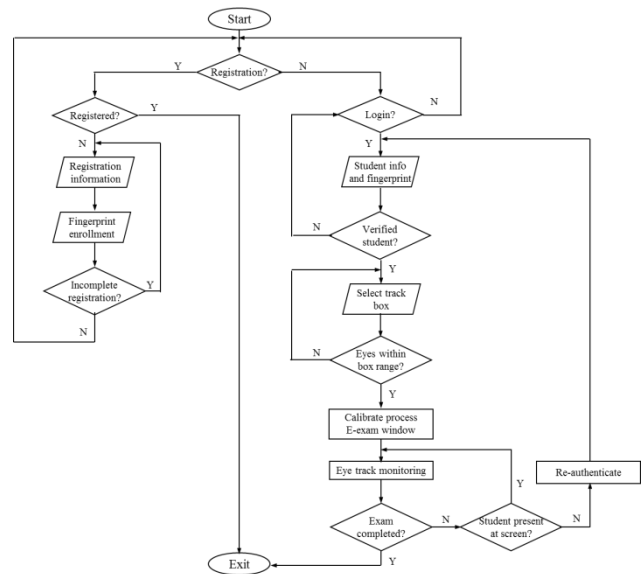 Start
Registration?
Y
N
Registered?
Y
N
Registration
information
Fingerprint
enrollment
Incomplete
registration?
Y
N
Login?
N
Y
Student info
and fingerprint
Verified
student?
N
Y
Select track
box
Eyes within
box range?
N
Y
Calibrate process
E-exam window
Eye track monitoring
Exam
completed?
N
Y
Student present
at screen?
Y
N
Re-authenticate
Exit